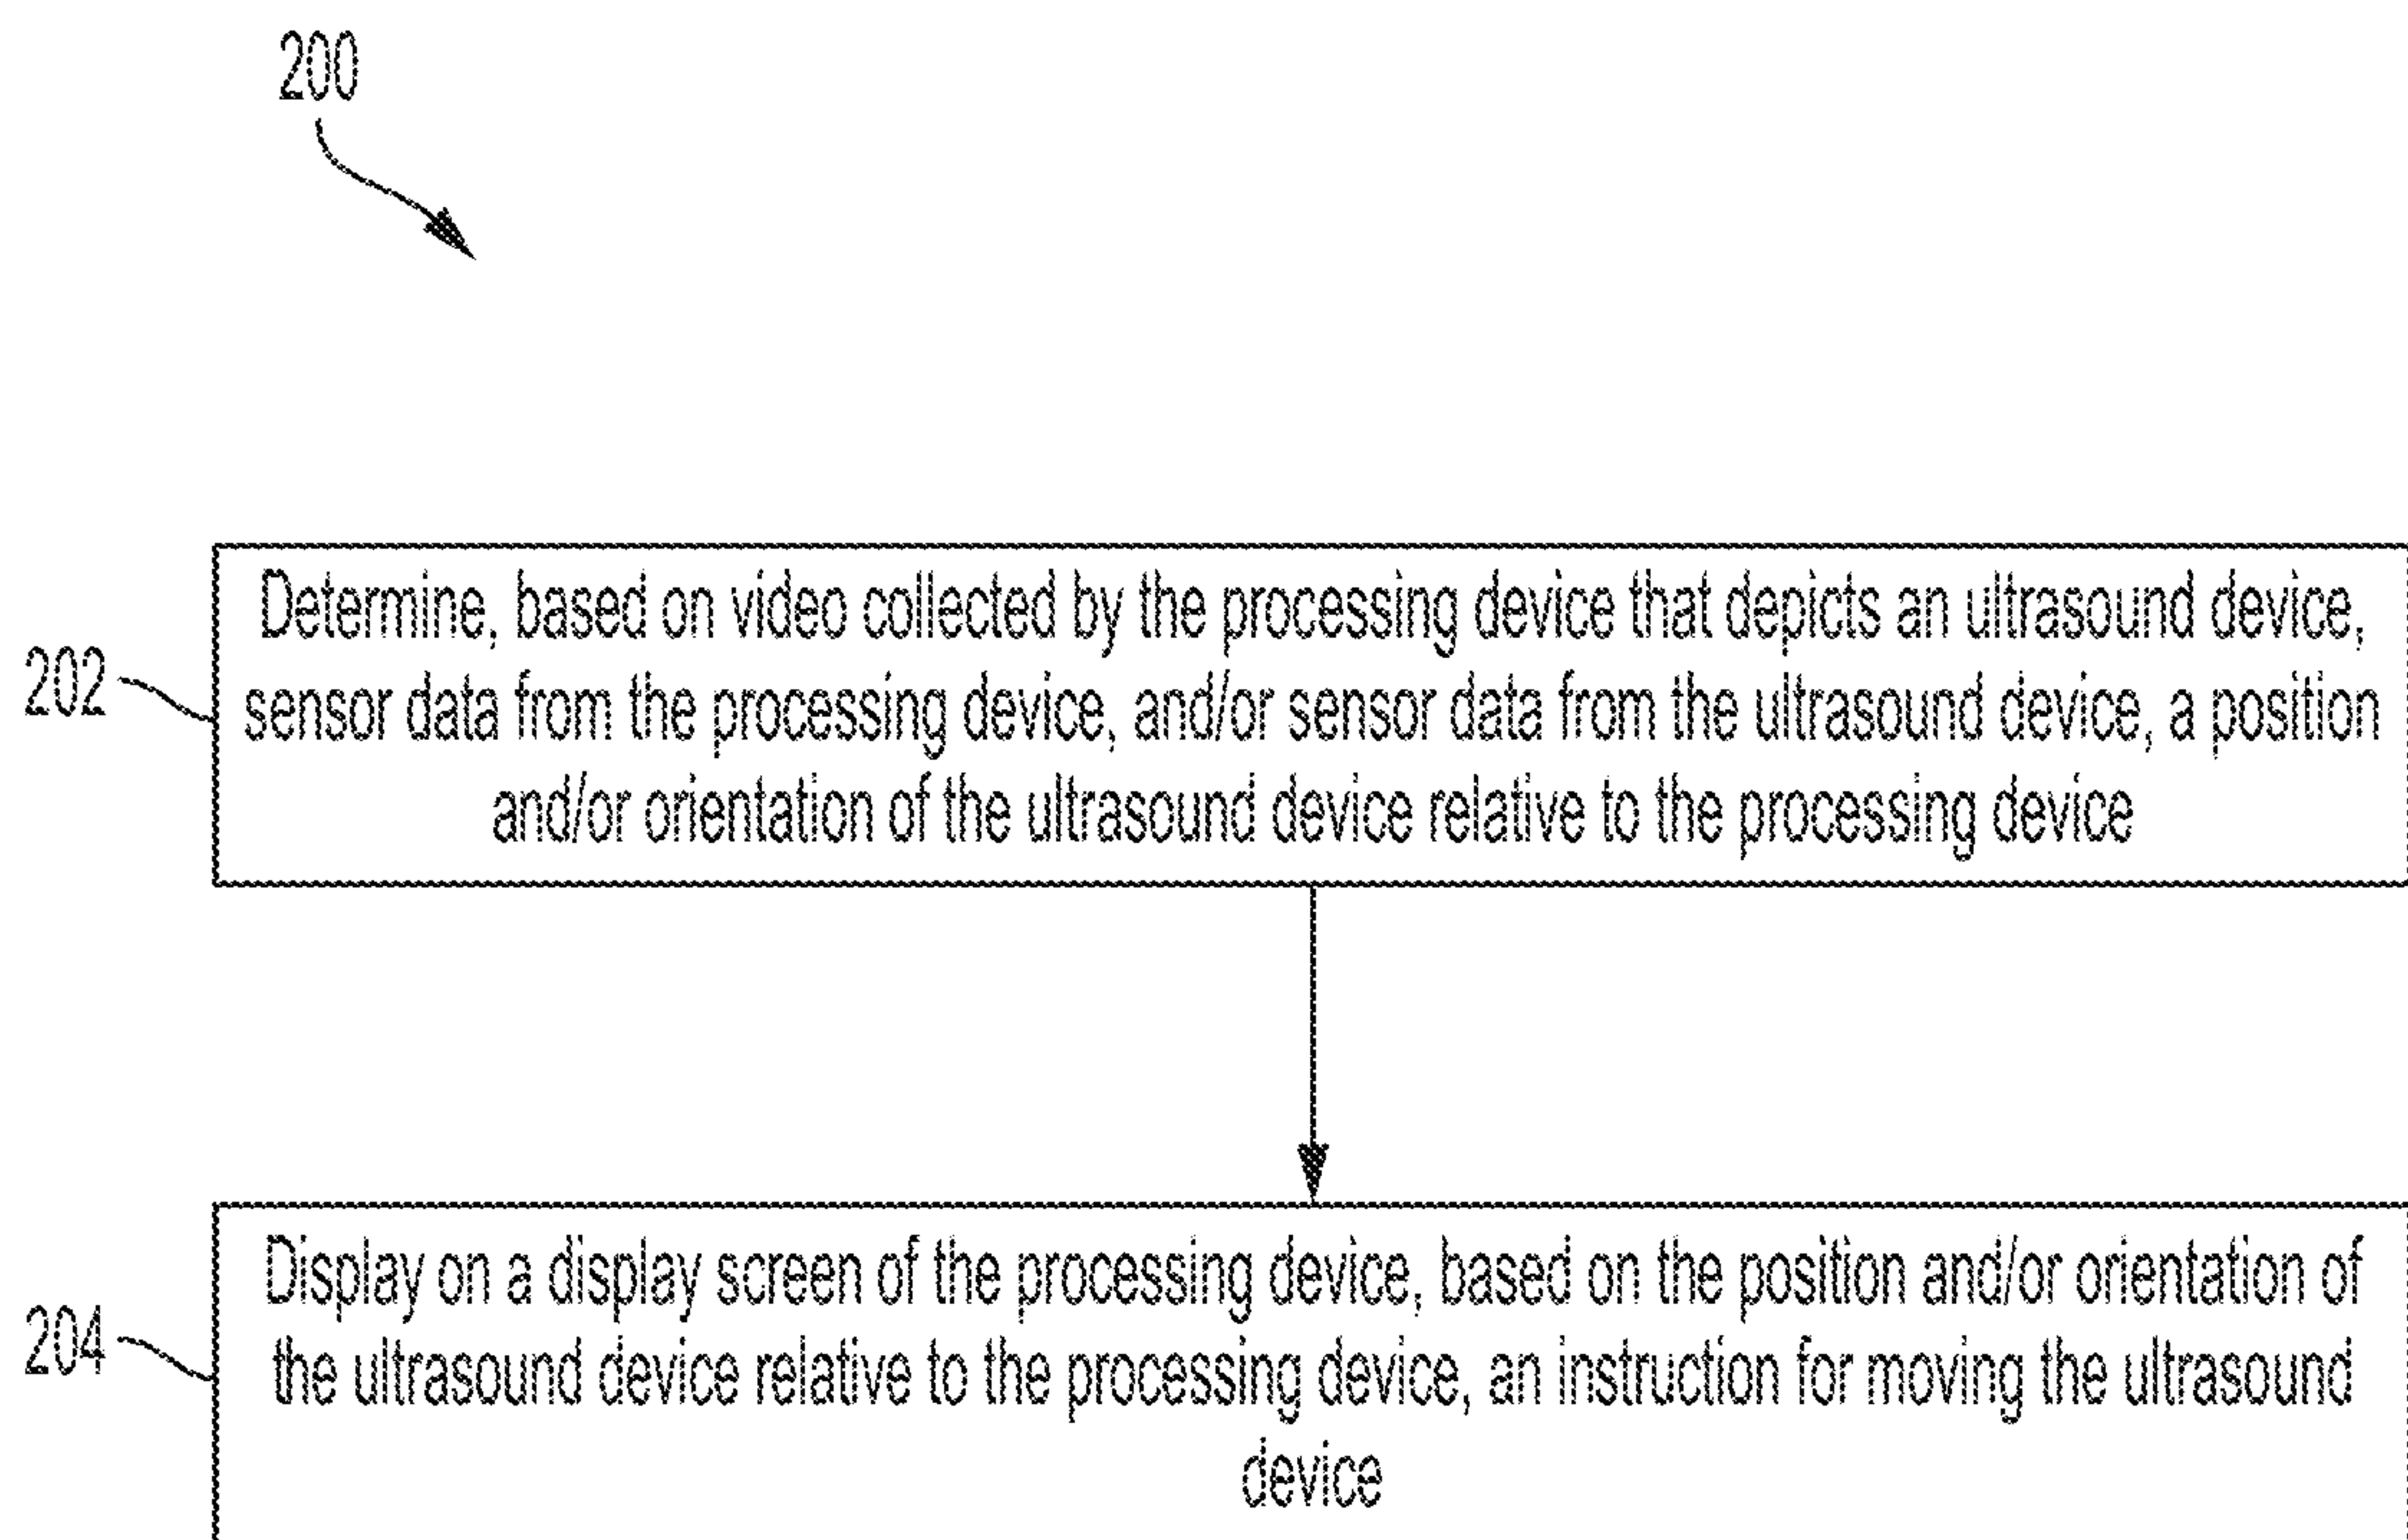 200
202
Determine, based on video collected by the processing device that depicts an ultrasound device,
sensor data from the processing device, and/or sensor data from the ultrasound device, a position
and/or orientation of the ultrasound device relative to the processing device
204
Display on a display screen of the processing device, based on the position and/or orientation of
the ultrasound device relative to the processing device, an instruction for moving the ultrasound
device